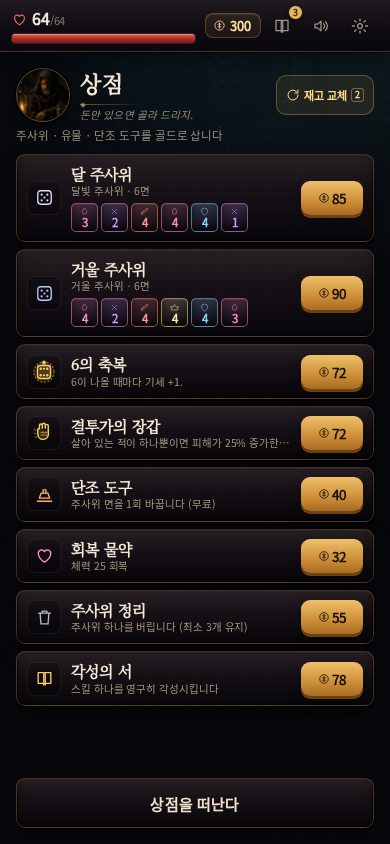 64/64
300
3
상점
돈만 있으면 골라 드리지.
재고 교체 2
주사위 · 유물 · 단조 도구를 골드로 삽니다
달 주사위
달빛 주사위 · 6면
3 2 4 4 4 1
85
거울 주사위
거울 주사위 · 6면
4 2 4 4 4 3
90
6의 축복
6이 나올 때마다 기세 +1.
72
결투가의 장갑
살아 있는 적이 하나뿐이면 피해가 25% 증가한…
72
단조 도구
주사위 면을 1회 바꿉니다 (무료)
40
회복 물약
체력 25 회복
32
주사위 정리
주사위 하나를 버립니다 (최소 3개 유지)
55
각성의 서
스킬 하나를 영구히 각성시킵니다
78
상점을 떠난다